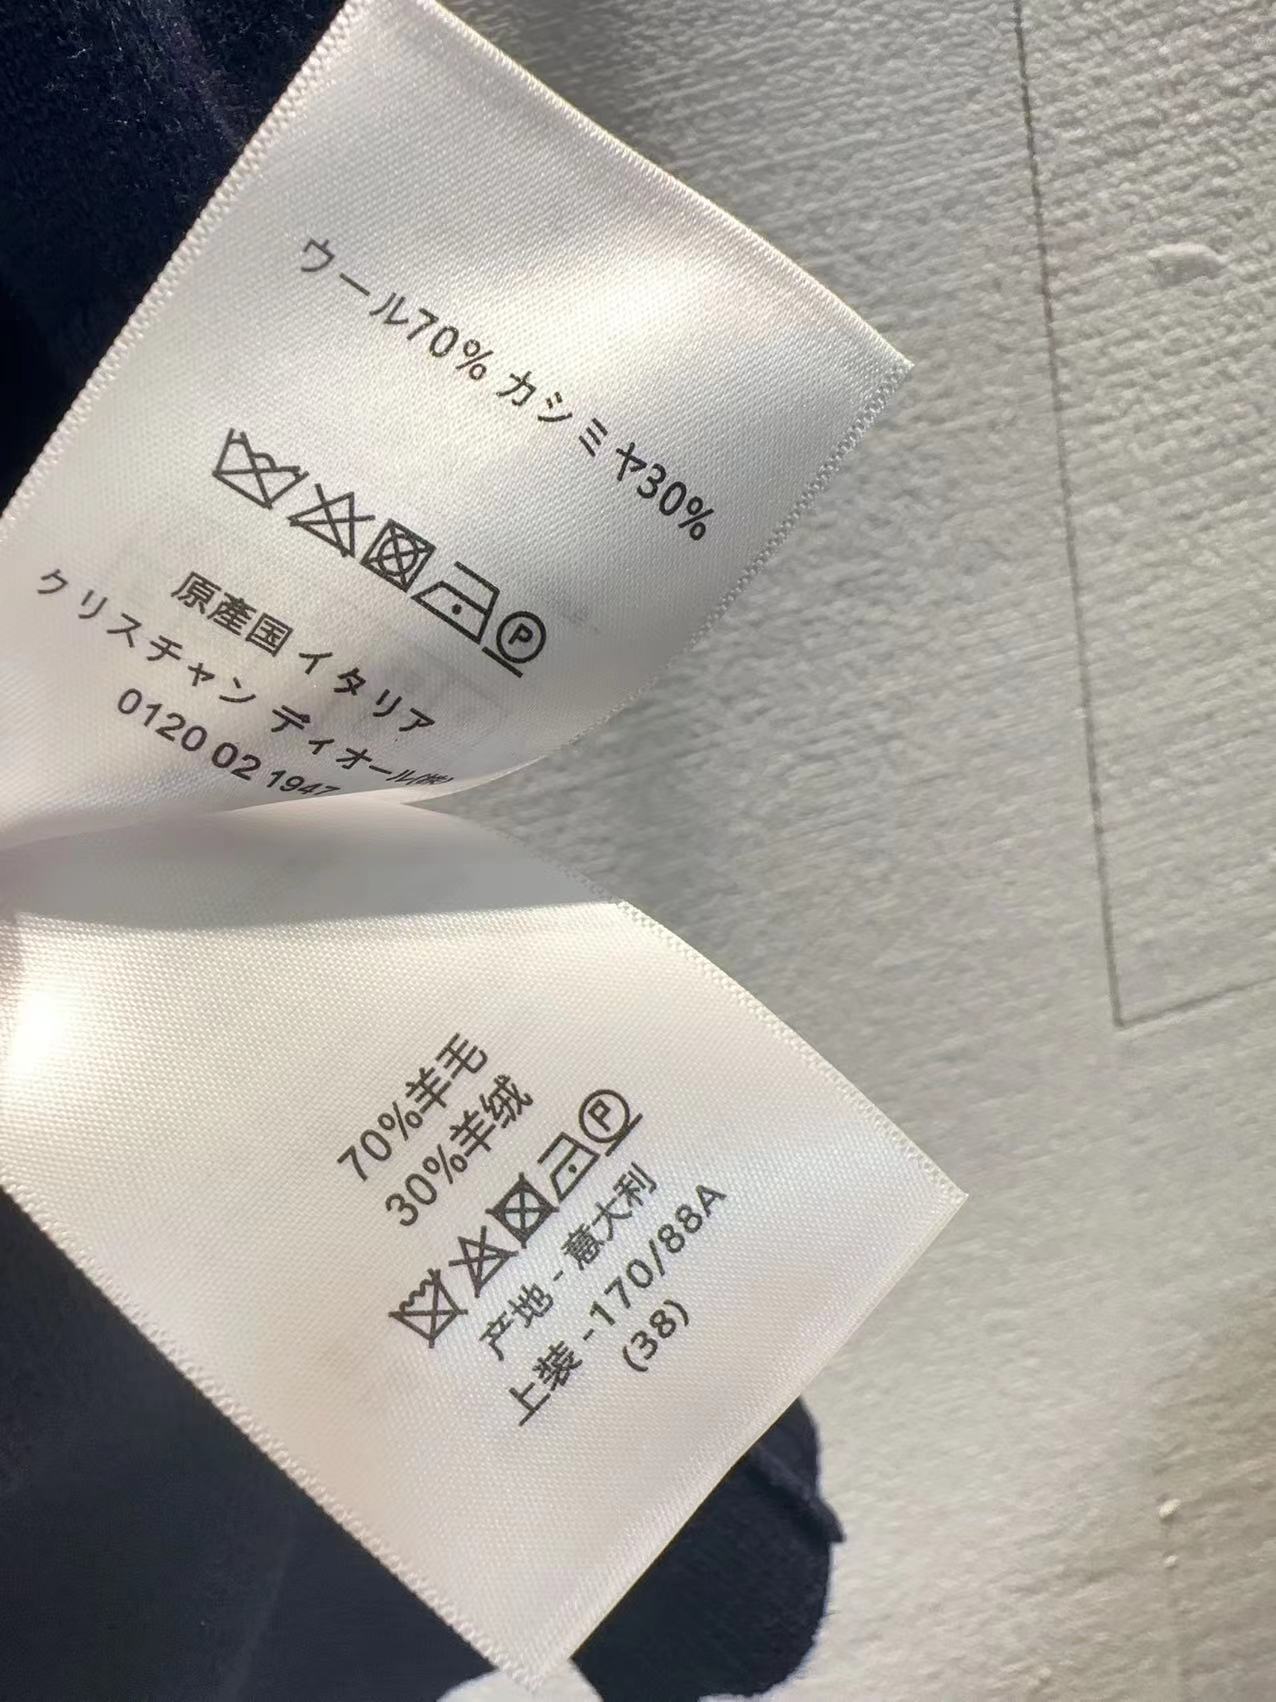 ウール70% カシミヤ30%
P
原產国 イタリア
クリスチャン ディオール(株)
0120 02 1947
70%羊毛
30%羊绒
P
产地 - 意大利
上装 -170/88A
(38)